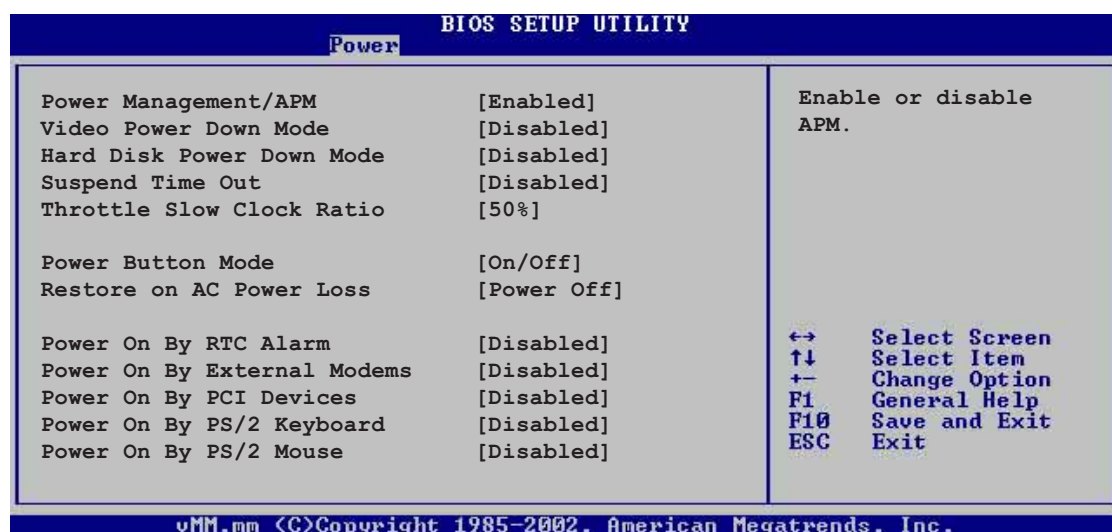 BIOS SETUP UTILITY
Power
Power Management/APM [Enabled]
Video Power Down Mode [Disabled]
Hard Disk Power Down Mode [Disabled]
Suspend Time Out [Disabled]
Throttle Slow Clock Ratio [50%]
Power Button Mode [On/Off]
Restore on AC Power Loss [Power Off]
Power On By RTC Alarm [Disabled]
Power On By External Modems [Disabled]
Power On By PCI Devices [Disabled]
Power On By PS/2 Keyboard [Disabled]
Power On By PS/2 Mouse [Disabled]
Enable or disable
APM.
↔ Select Screen
↑↓ Select Item
+- Change Option
F1 General Help
F10 Save and Exit
ESC Exit
vMM.mm (C)Copyright 1985-2002, American Megatrends, Inc.